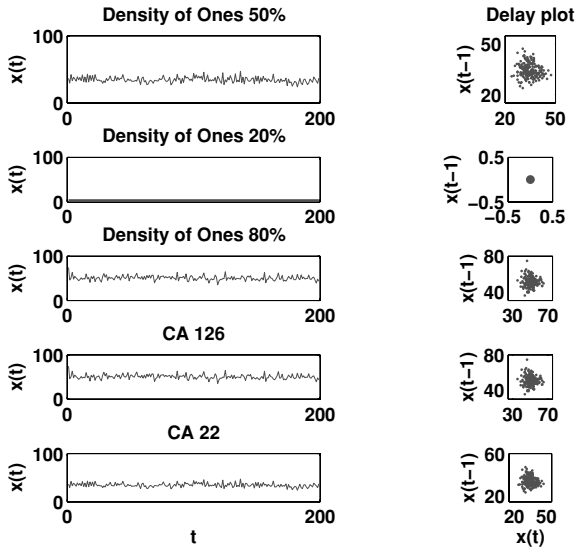 Density of Ones 50%
Delay plot
100
x(t)
0
0
200
50
x(t−1)
20
20
50
Density of Ones 20%
100
x(t)
0
0
200
0.5
x(t−1)
−0.5
−0.5
0.5
Density of Ones 80%
100
x(t)
0
0
200
80
x(t−1)
40
30
70
CA 126
100
x(t)
0
0
200
80
x(t−1)
40
30
70
CA 22
100
x(t)
0
0
200
t
60
x(t−1)
20
20
50
x(t)